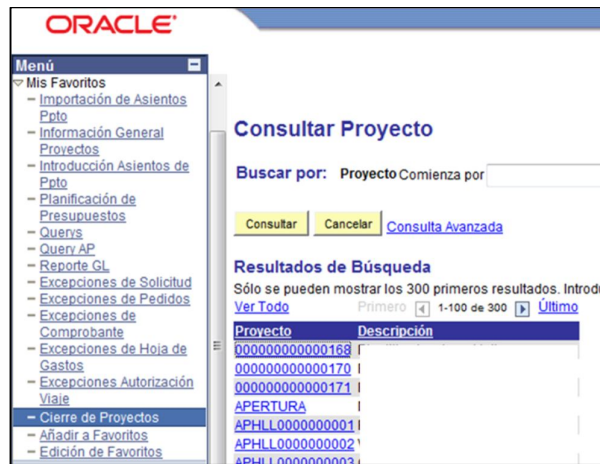 ORACLE
Menú
Mis Favoritos
– Importación de Asientos
Ppto
– Información General
Proyectos
– Introducción Asientos de
Ppto
– Planificación de
Presupuestos
– Querys
– Query AP
– Reporte GL
– Excepciones de Solicitud
– Excepciones de Pedidos
– Excepciones de
Comprobante
– Excepciones de Hoja de
Gastos
– Excepciones Autorización
Viaje
– Cierre de Proyectos
– Añadir a Favoritos
– Edición de Favoritos
Consultar Proyecto
Buscar por: Proyecto Comienza por
Consultar Cancelar Consulta Avanzada
Resultados de Búsqueda
Sólo se pueden mostrar los 300 primeros resultados.
Ver Todo Primero 1-100 de 300 Último
Proyecto Descripción
000000000000168
000000000000170
000000000000171
APERTURA
APHLL0000000001
APHLL0000000002
APHLL0000000003